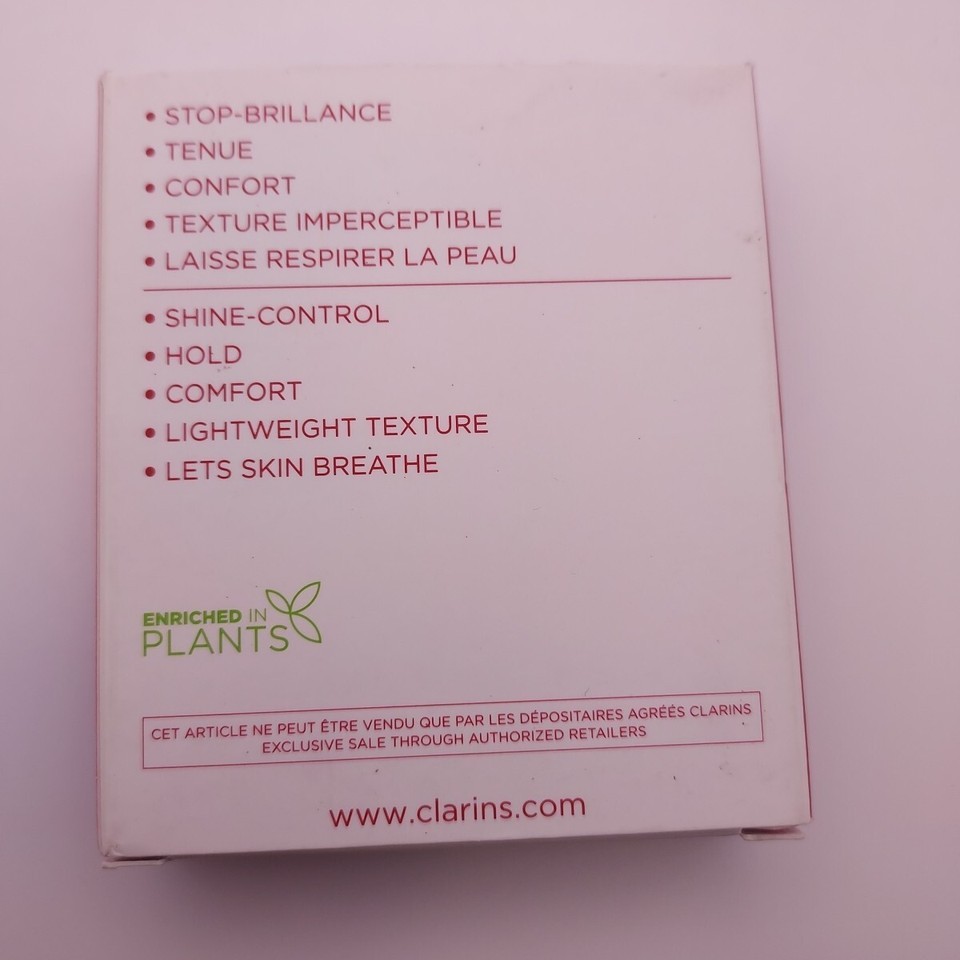 • STOP-BRILLANCE
• TENUE
• CONFORT
• TEXTURE IMPERCEPTIBLE
• LAISSE RESPIRER LA PEAU
• SHINE-CONTROL
• HOLD
• COMFORT
• LIGHTWEIGHT TEXTURE
• LETS SKIN BREATHE
ENRICHED IN
PLANTS
CET ARTICLE NE PEUT ÊTRE VENDU QUE PAR LES DÉPOSITAIRES AGRÉÉS CLARINS
EXCLUSIVE SALE THROUGH AUTHORIZED RETAILERS
www.clarins.com